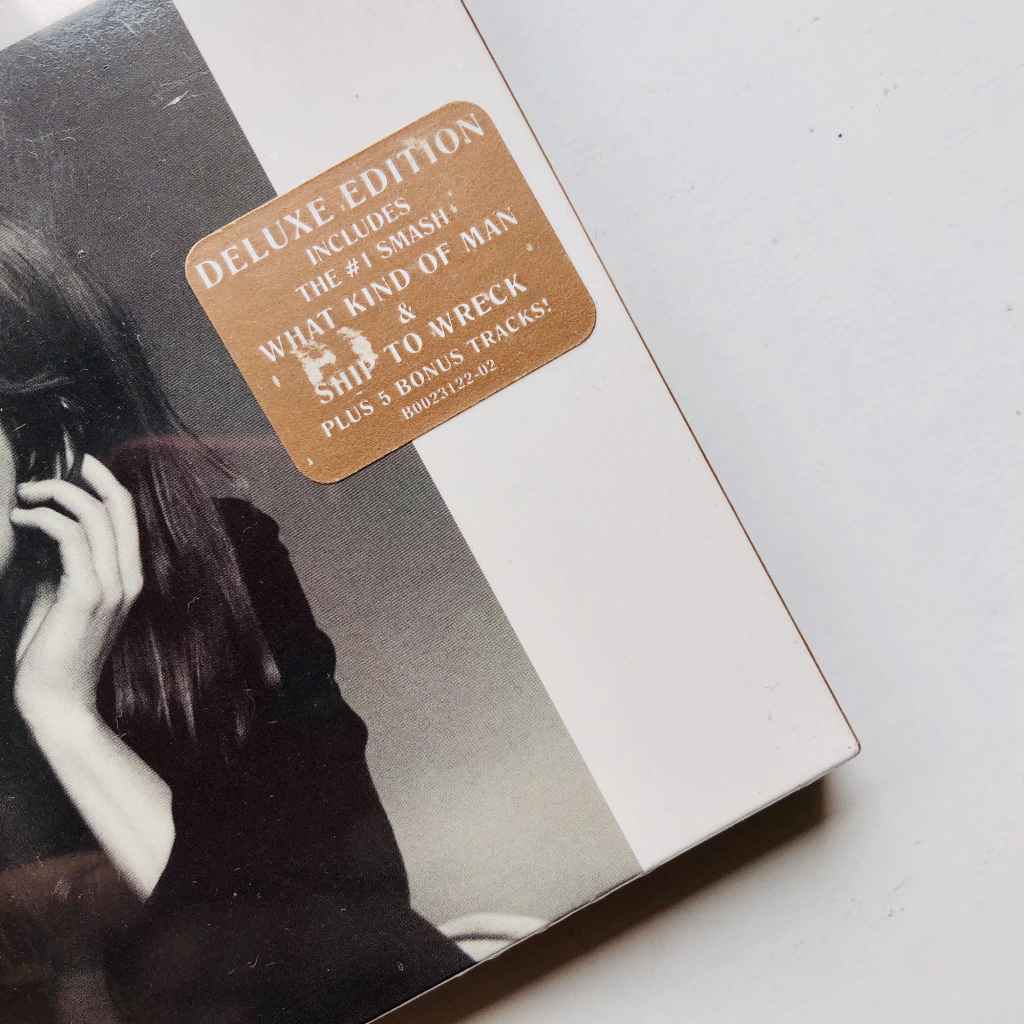 DELUXE EDITION
INCLUDES
THE #1 SMASH
WHAT KIND OF MAN
&
SHIP TO WRECK
PLUS 5 BONUS TRACKS!
B0023122-02